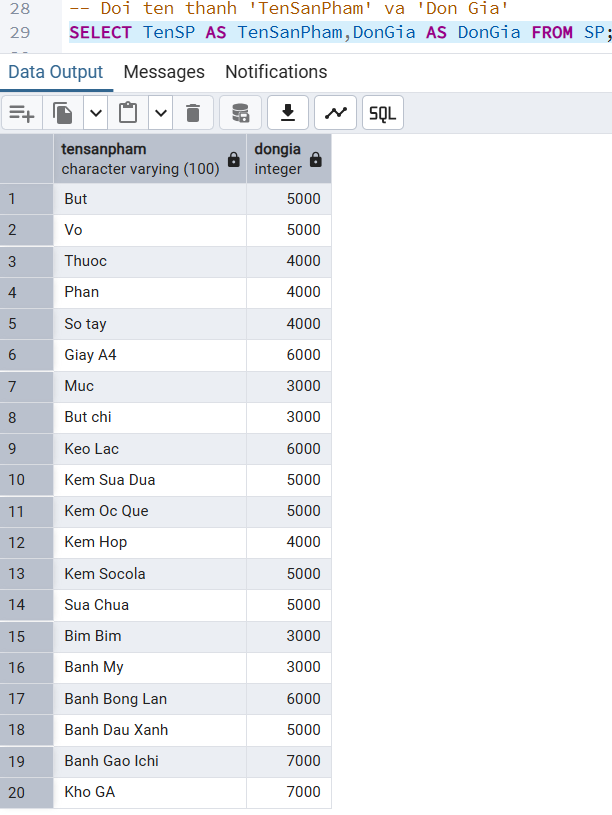 28 -- Doi ten thanh 'TenSanPham' va 'Don Gia'
29 SELECT TenSP AS TenSanPham,DonGia AS DonGia FROM SP;
Data Output Messages Notifications
SQL
tensanpham dongia
character varying (100) integer
1 But 5000
2 Vo 5000
3 Thuoc 4000
4 Phan 4000
5 So tay 4000
6 Giay A4 6000
7 Muc 3000
8 But chi 3000
9 Keo Lac 6000
10 Kem Sua Dua 5000
11 Kem Oc Que 5000
12 Kem Hop 4000
13 Kem Socola 5000
14 Sua Chua 5000
15 Bim Bim 3000
16 Banh My 3000
17 Banh Bong Lan 6000
18 Banh Dau Xanh 5000
19 Banh Gao Ichi 7000
20 Kho GA 7000